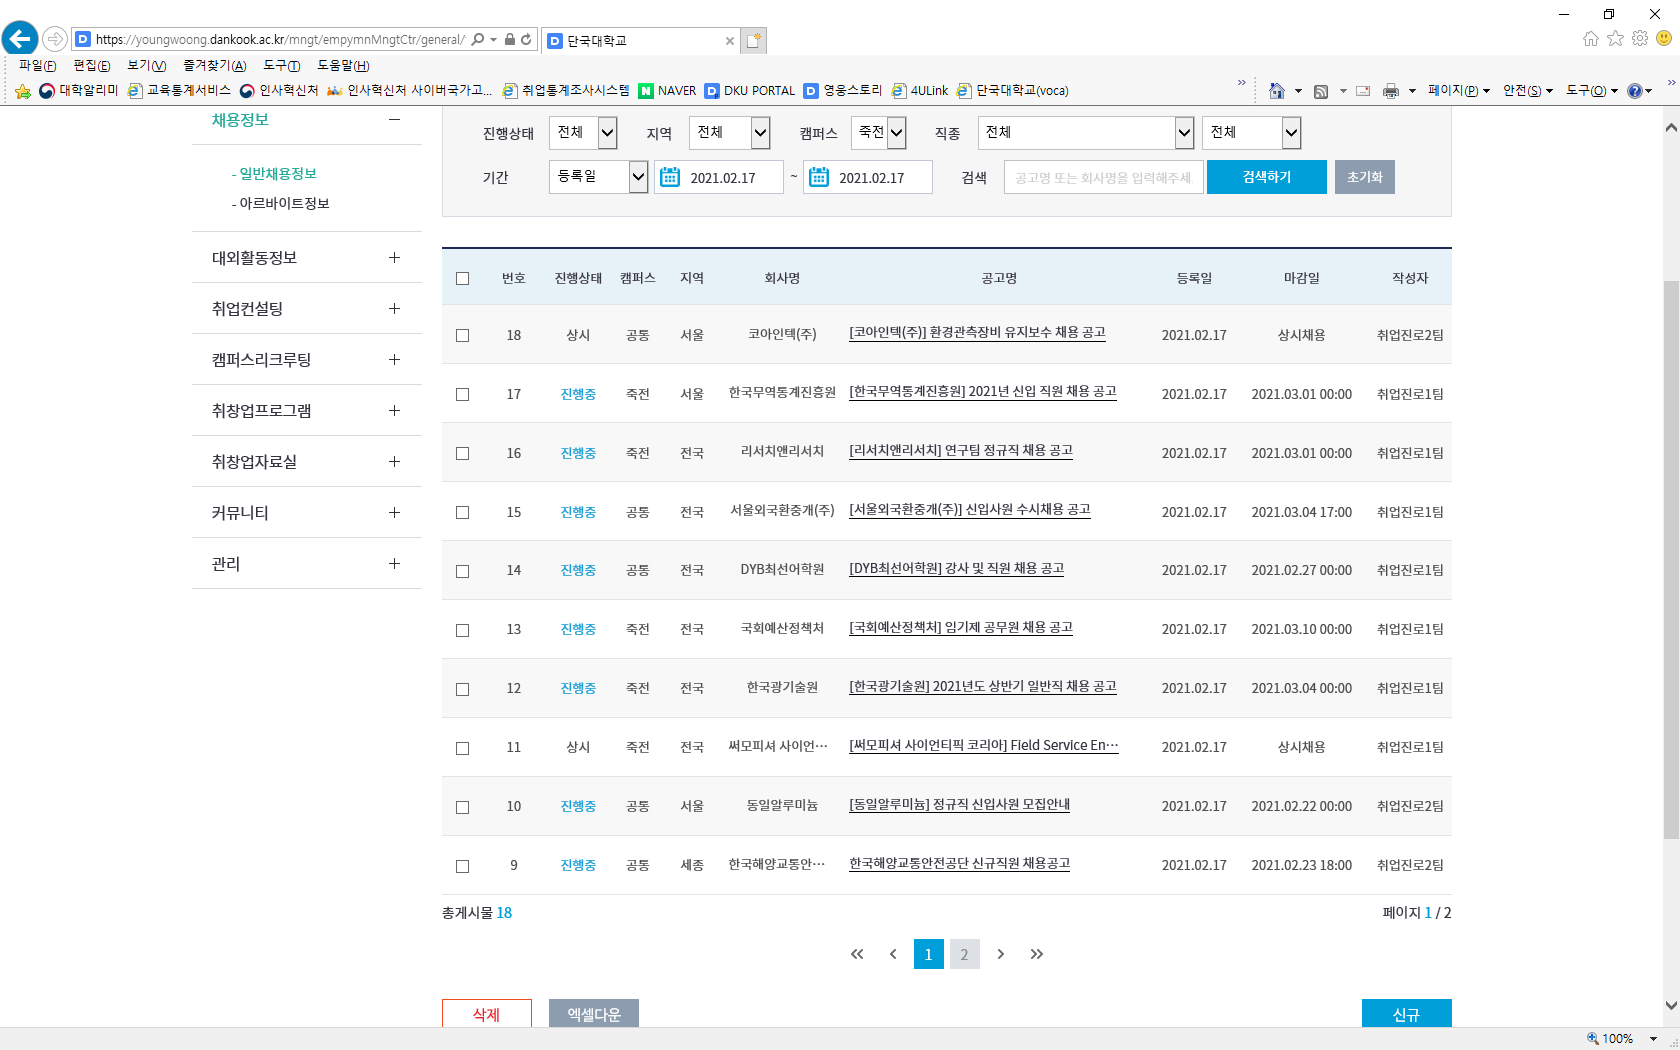 https://youngwoong.dankook.ac.kr/mngt/empymnMngtCtr/general/
단국대학교
파일(F) 편집(E) 보기(V) 즐겨찾기(A) 도구(T) 도움말(H)
대학알리미 교육통계서비스 인사혁신처 인사혁신처 사이버국가고... 취업통계조사시스템 NAVER DKU PORTAL 영웅스토리 4ULink 단국대학교(voca)
페이지(P) 안전(S) 도구(O)
채용정보
- 일반채용정보
- 아르바이트정보
대외활동정보
취업컨설팅
캠퍼스리크루팅
취창업프로그램
취창업자료실
커뮤니티
관리
진행상태 전체 지역 전체 캠퍼스 죽전 직종 전체 전체
기간 등록일 2021.02.17 ~ 2021.02.17 검색 공고명 또는 회사명을 입력해주세. 검색하기 초기화
번호 진행상태 캠퍼스 지역 회사명 공고명 등록일 마감일 작성자
18 상시 공통 서울 코아인텍(주) [코아인텍(주)] 환경관측장비 유지보수 채용 공고 2021.02.17 상시채용 취업진로2팀
17 진행중 죽전 서울 한국무역통계진흥원 [한국무역통계진흥원] 2021년 신입 직원 채용 공고 2021.02.17 2021.03.01 00:00 취업진로1팀
16 진행중 죽전 전국 리서치앤리서치 [리서치앤리서치] 연구팀 정규직 채용 공고 2021.02.17 2021.03.01 00:00 취업진로1팀
15 진행중 공통 전국 서울외국환중개(주) [서울외국환중개(주)] 신입사원 수시채용 공고 2021.02.17 2021.03.04 17:00 취업진로1팀
14 진행중 공통 전국 DYB최선어학원 [DYB최선어학원] 강사 및 직원 채용 공고 2021.02.17 2021.02.27 00:00 취업진로1팀
13 진행중 죽전 전국 국회예산정책처 [국회예산정책처] 임기제 공무원 채용 공고 2021.02.17 2021.03.10 00:00 취업진로1팀
12 진행중 죽전 전국 한국광기술원 [한국광기술원] 2021년도 상반기 일반직 채용 공고 2021.02.17 2021.03.04 00:00 취업진로1팀
11 상시 죽전 전국 써모피셔 사이언… [써모피셔 사이언티픽 코리아] Field Service En… 2021.02.17 상시채용 취업진로1팀
10 진행중 공통 서울 동일알루미늄 [동일알루미늄] 정규직 신입사원 모집안내 2021.02.17 2021.02.22 00:00 취업진로2팀
9 진행중 공통 세종 한국해양교통안… 한국해양교통안전공단 신규직원 채용공고 2021.02.17 2021.02.23 18:00 취업진로2팀
총게시물 18 페이지 1 / 2
1 2
삭제 엑셀다운 신규
100%